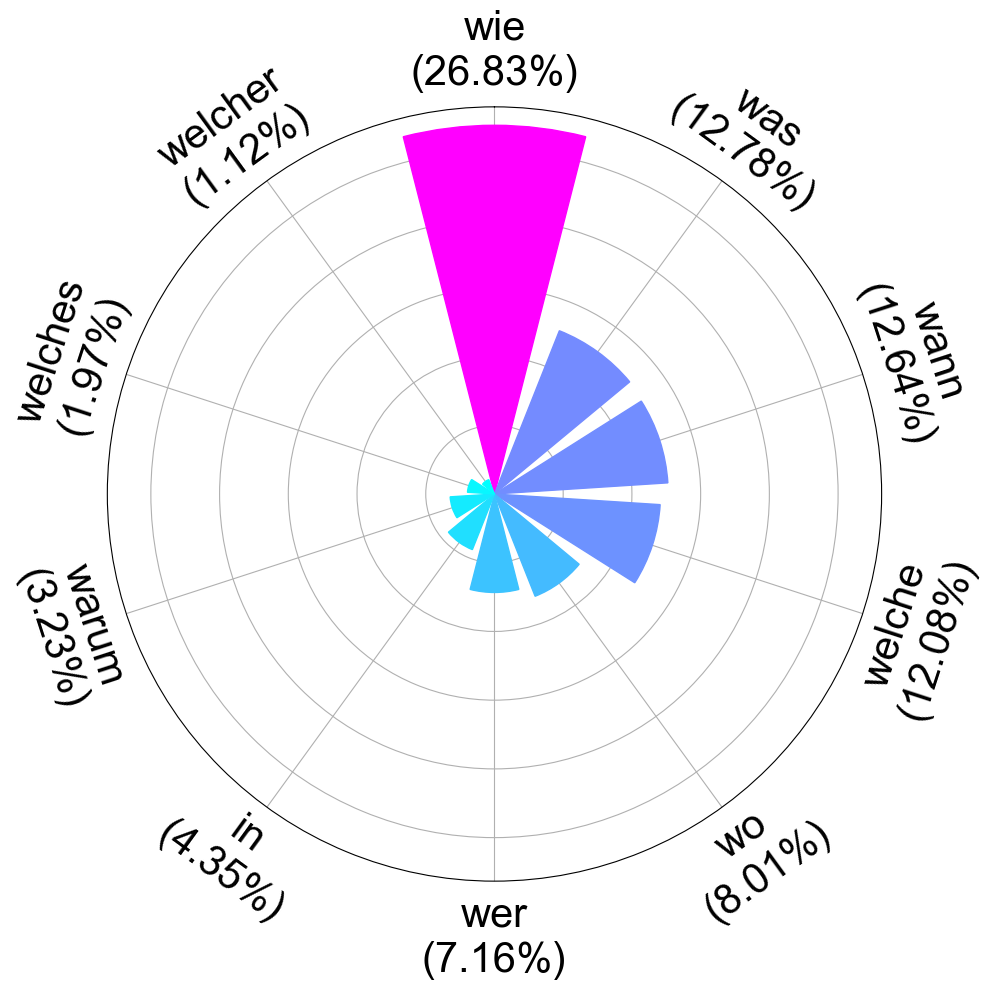 wie
(26.83%)
was
(12.78%)
wann
(12.64%)
welche
(12.08%)
wo
(8.01%)
wer
(7.16%)
in
(4.35%)
warum
(3.23%)
welches
(1.97%)
welcher
(1.12%)